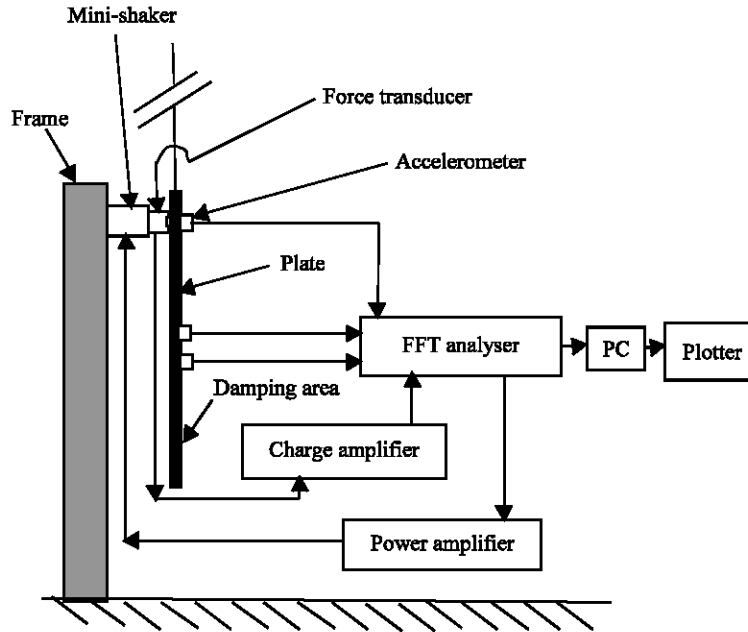 Mini-shaker
Force transducer
Frame
Accelerometer
Plate
FFT analyser
PC
Plotter
Damping area
Charge amplifier
Power amplifier